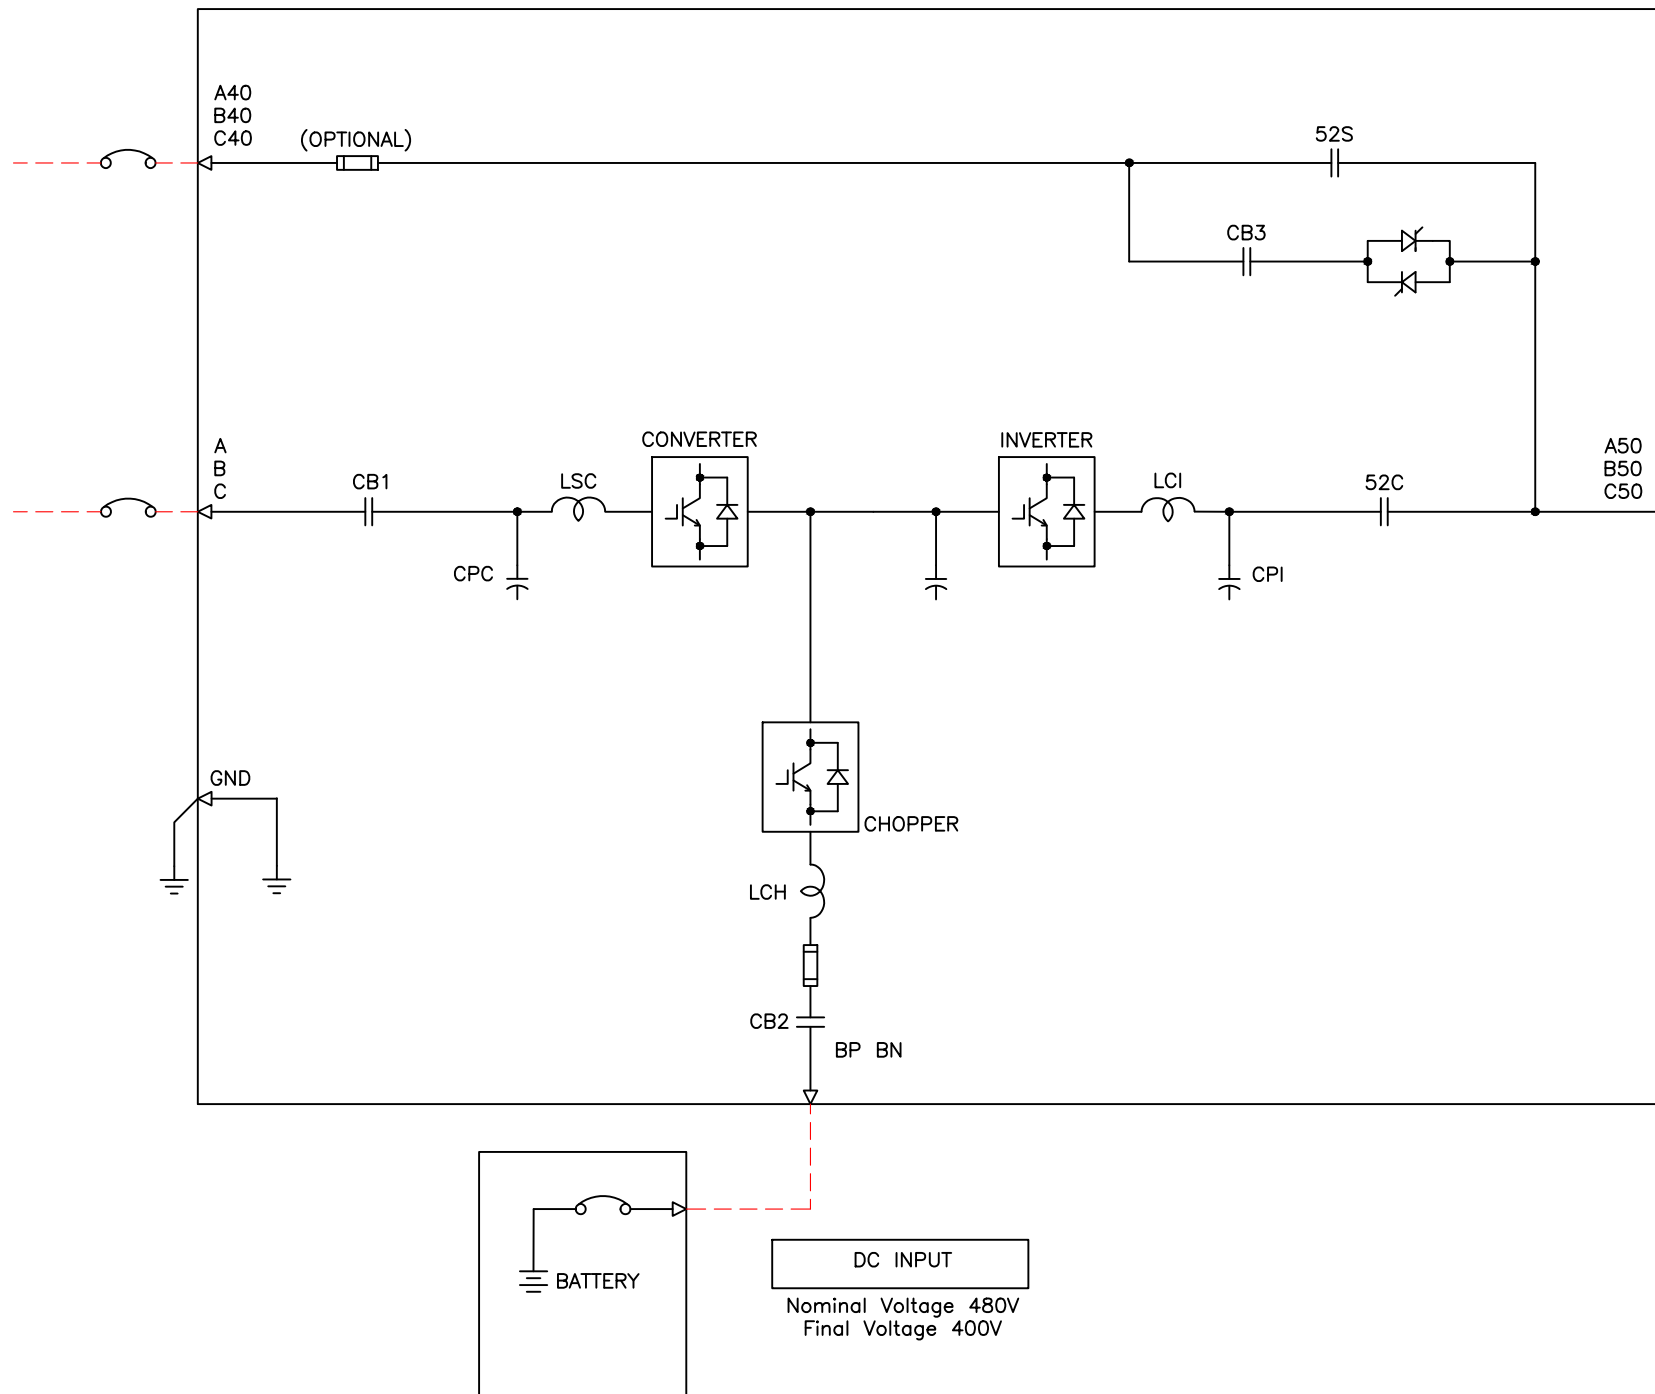 A40
B40
C40
(OPTIONAL)
52S
CB3
A
B
C
CB1
LSC
CONVERTER
INVERTER
LCI
52C
A50
B50
C50
CPC
CPI
GND
CHOPPER
LCH
CB2
BP BN
BATTERY
DC INPUT
Nominal Voltage 480V
Final Voltage 400V